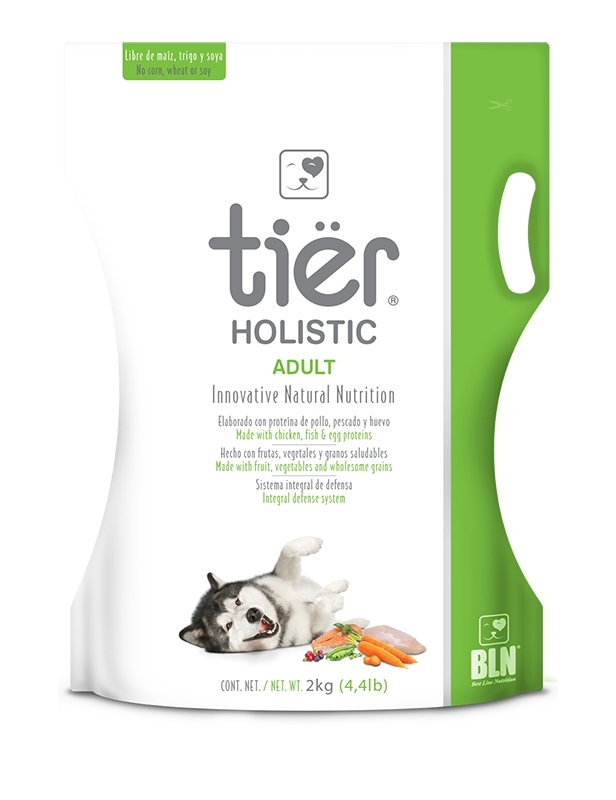 Libre de maíz, trigo y soya
No corn, wheat or soy
tiër®
HOLISTIC
ADULT
Innovative Natural Nutrition
Elaborado con proteína de pollo, pescado y huevo
Made with chicken, fish & egg proteins
Hecho con frutas, vegetales y granos saludables
Made with fruit, vegetables and wholesome grains
Sistema integral de defensa
Integral defense system
CONT. NET. / NET. WT. 2kg (4,4lb)
BLN®
Best Line Nutrition